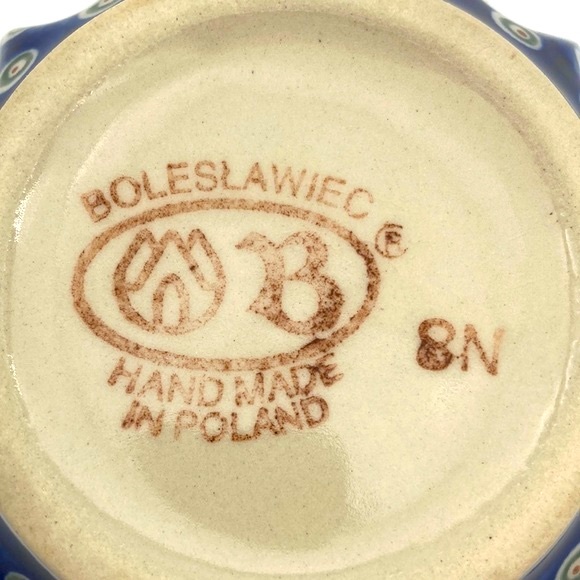 BOLESŁAWIEC
B ®
8N
HAND MADE
IN POLAND